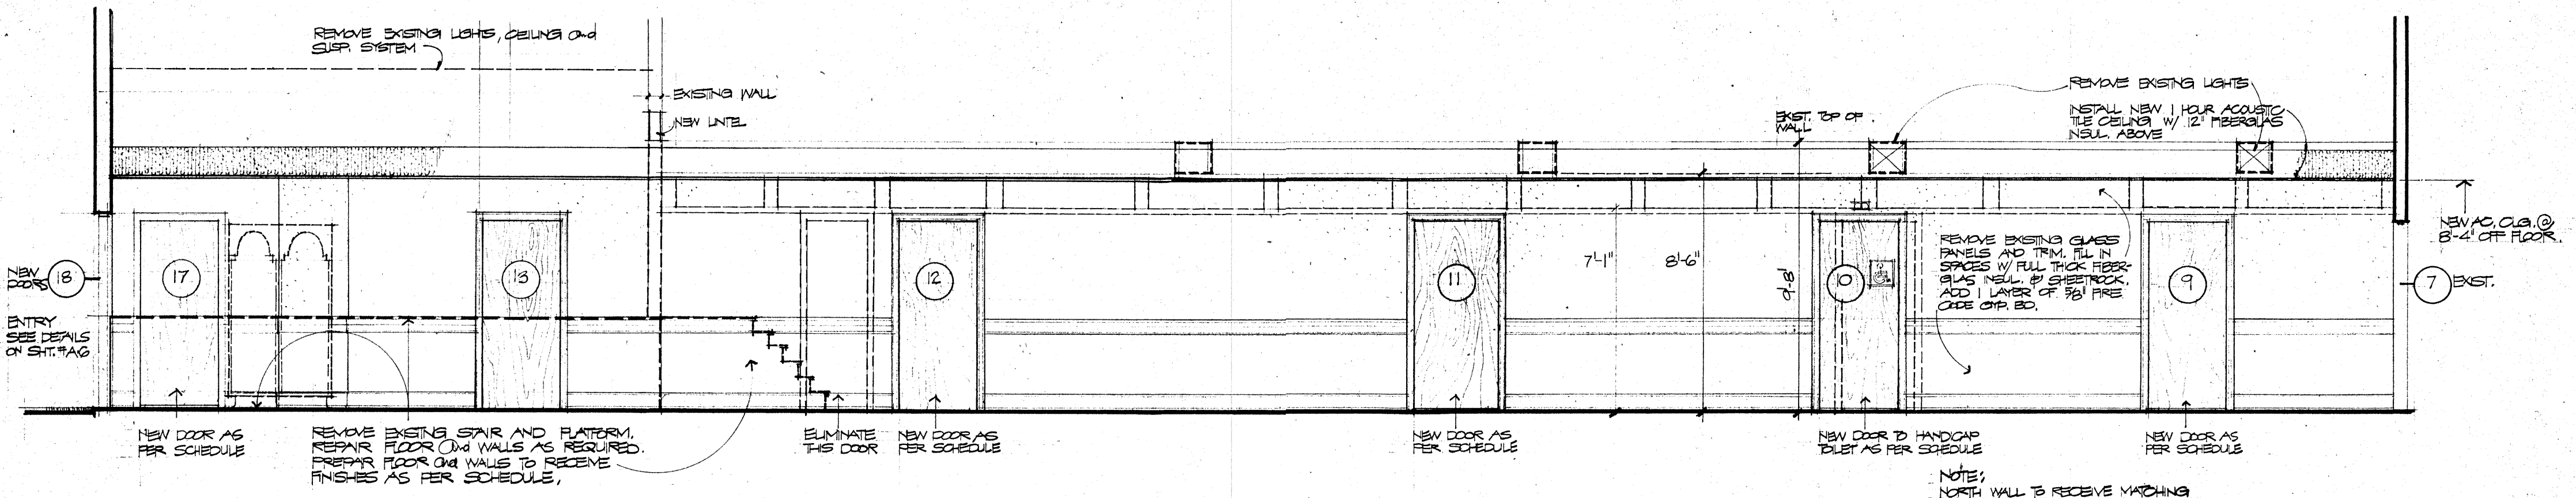 REMOVE EXISTING LIGHTS, CEILING and
SUSP. SYSTEM
EXISTING WALL
NEW LINTEL
EXIST. TOP OF
WALL
REMOVE EXISTING LIGHTS
INSTALL NEW 1 HOUR ACOUSTIC
TILE CEILING W/ 12" FIBERGLAS
INSUL. ABOVE
NEW AC. CLG. @
8'-4" OFF FLOOR.
NEW
DOORS
18
17
13
12
11
7'-1"
8'-6"
9'-8"
10
REMOVE EXISTING GLASS
PANELS AND TRIM. FILL IN
SPACES W/ FULL THICK FIBER-
GLAS INSUL. & SHEETROCK.
ADD 1 LAYER OF 5/8" FIRE
CODE GYP. BD.
9
7
EXIST.
ENTRY
SEE DETAILS
ON SHT. #A6
NEW DOOR AS
PER SCHEDULE
REMOVE EXISTING STAIR AND PLATFORM.
REPAIR FLOOR and WALLS AS REQUIRED.
PREPAR FLOOR and WALLS TO RECEIVE
FINISHES AS PER SCHEDULE.
ELIMINATE
THIS DOOR
NEW DOOR AS
PER SCHEDULE
NEW DOOR AS
PER SCHEDULE
NEW DOOR TO HANDICAP
TOILET AS PER SCHEDULE
NEW DOOR AS
PER SCHEDULE
NOTE:
NORTH WALL TO RECEIVE MATCHING